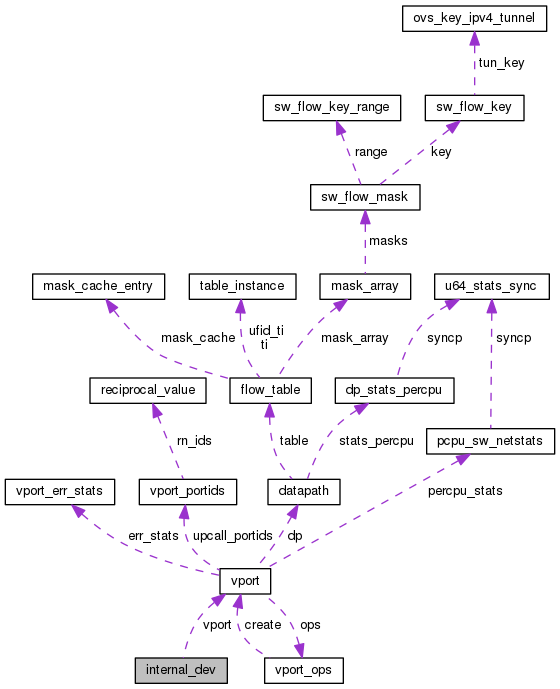 ovs_key_ipv4_tunnel
tun_key
sw_flow_key_range
sw_flow_key
range
key
sw_flow_mask
masks
mask_cache_entry
table_instance
mask_array
u64_stats_sync
mask_cache
ufid_ti
ti
mask_array
syncp
syncp
reciprocal_value
flow_table
dp_stats_percpu
rn_ids
table
stats_percpu
pcpu_sw_netstats
vport_err_stats
vport_portids
datapath
percpu_stats
err_stats
upcall_portids
dp
vport
vport
create
ops
internal_dev
vport_ops